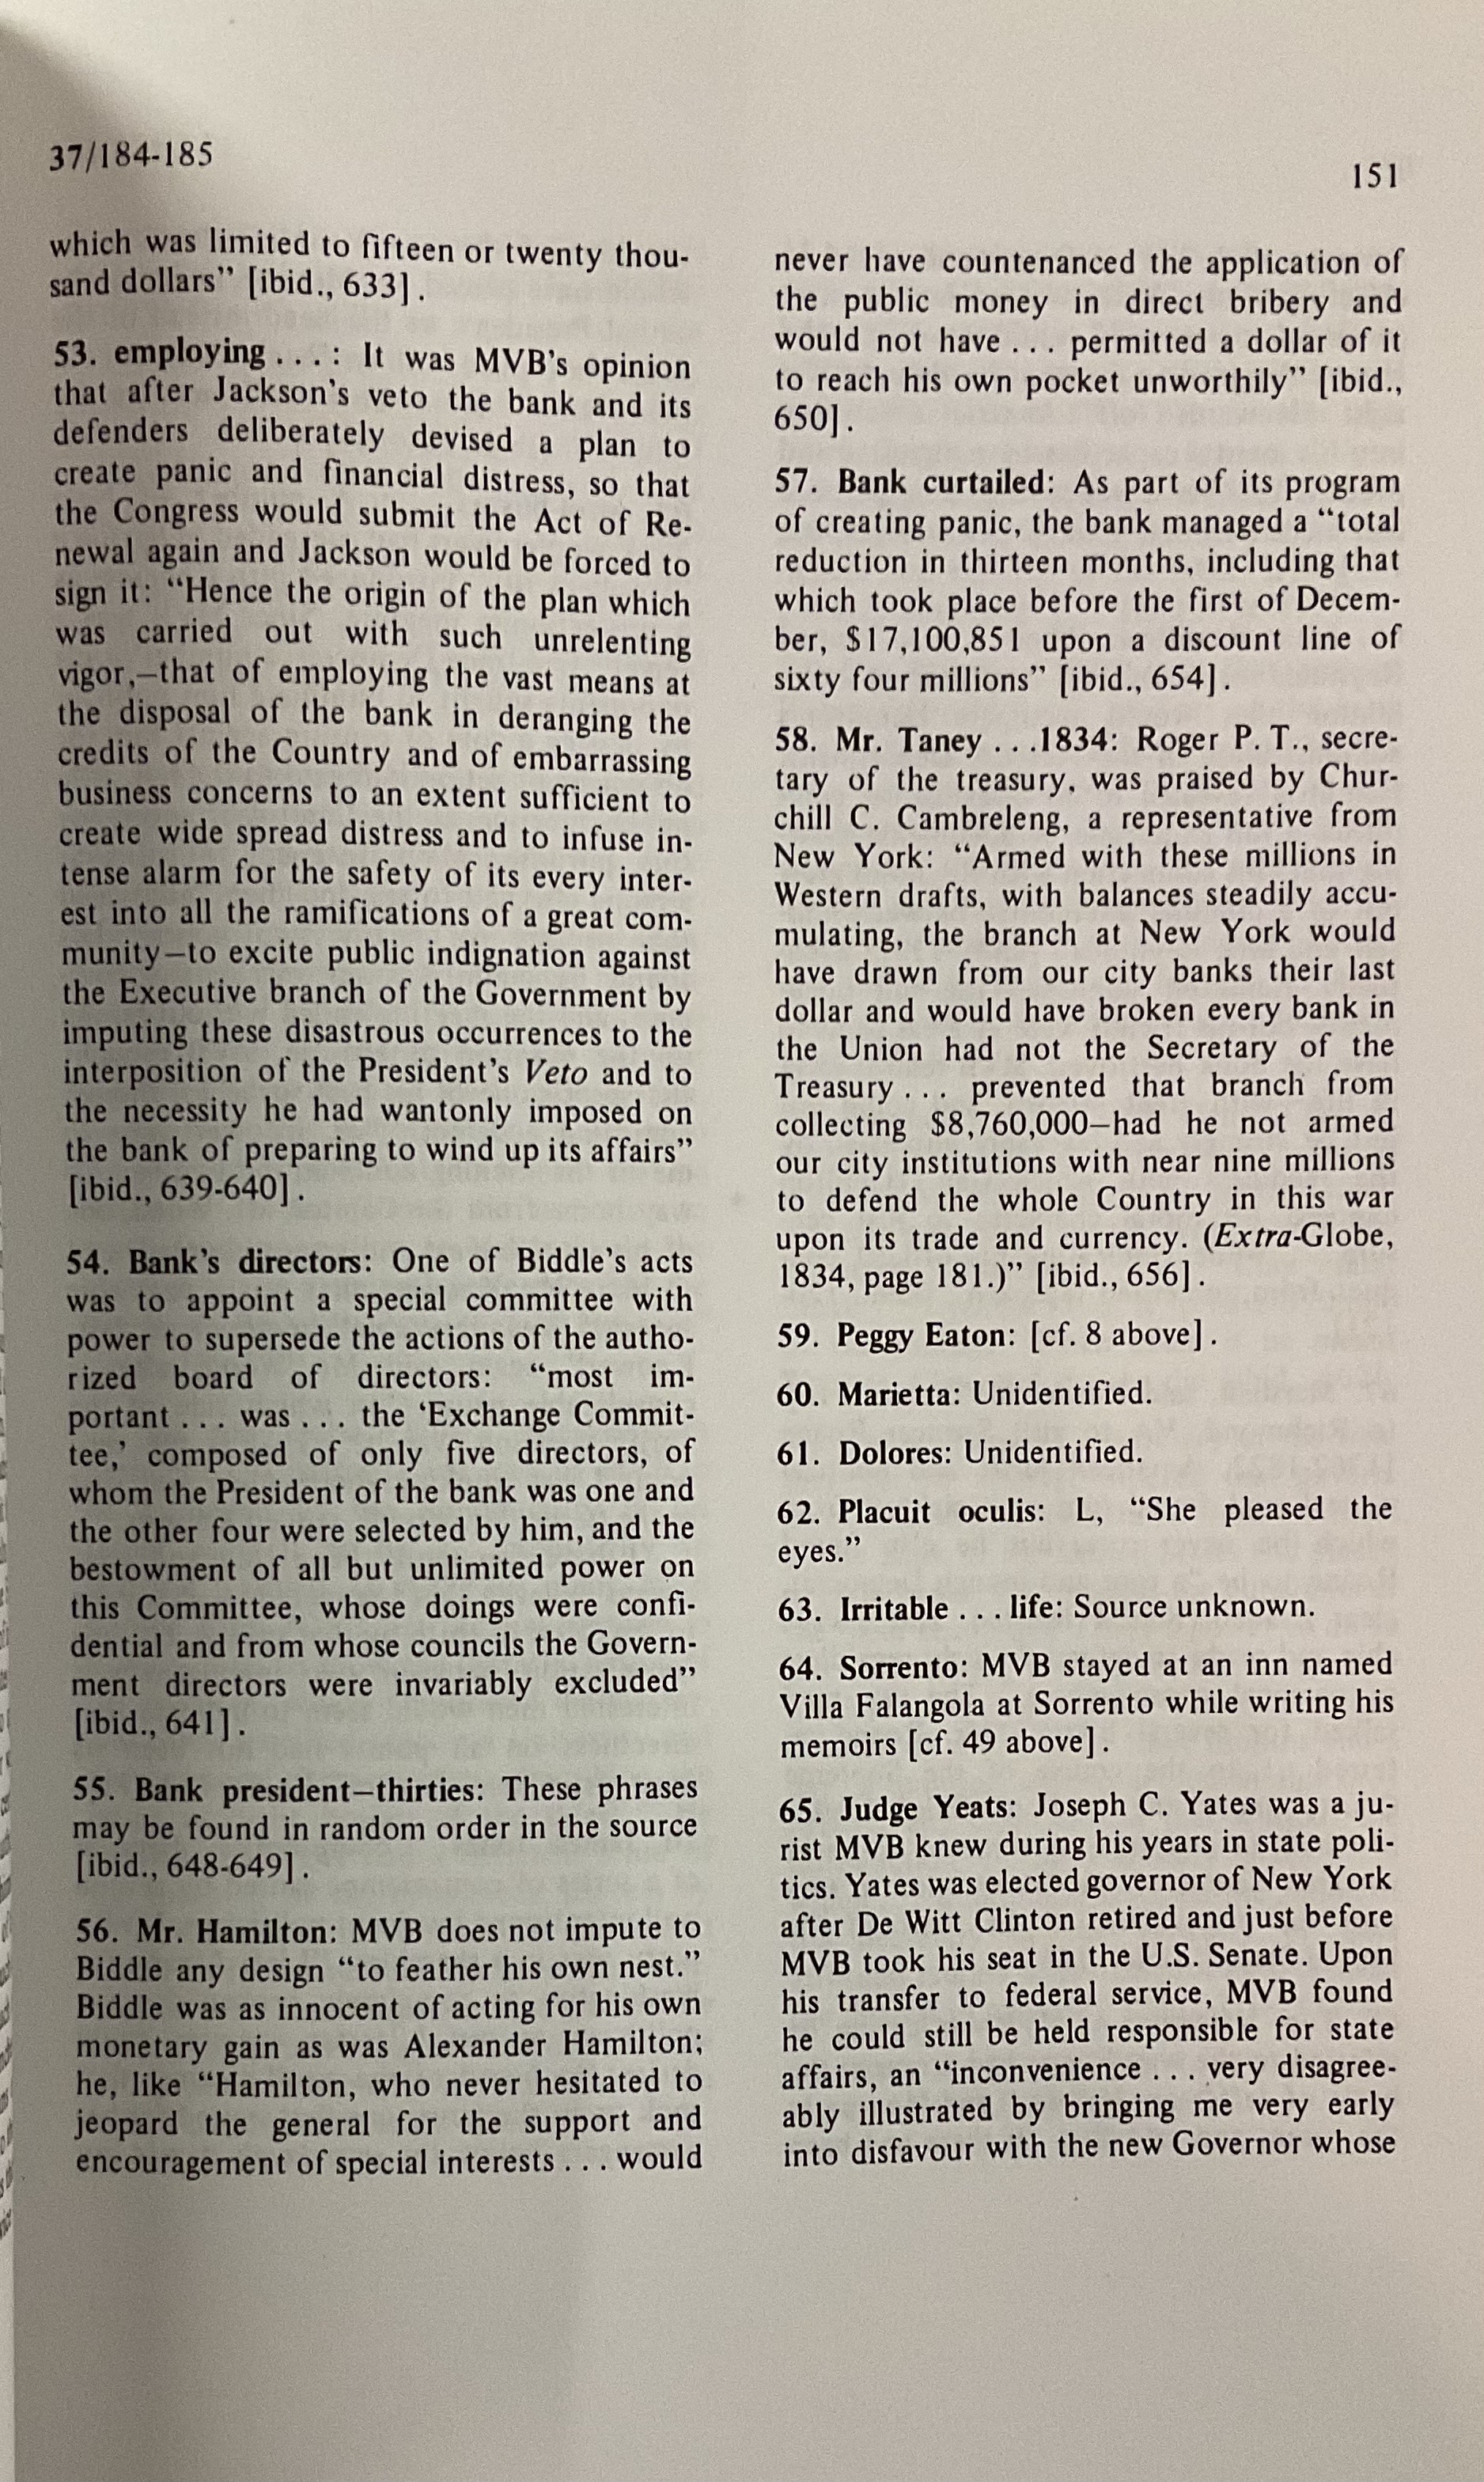 37/184-185
151
which was limited to fifteen or twenty thou-
sand dollars” [ibid., 633].
53. employing . . . : It was MVB’s opinion
that after Jackson’s veto the bank and its
defenders deliberately devised a plan to
create panic and financial distress, so that
the Congress would submit the Act of Re-
newal again and Jackson would be forced to
sign it: “Hence the origin of the plan which
was carried out with such unrelenting
vigor,—that of employing the vast means at
the disposal of the bank in deranging the
credits of the Country and of embarrassing
business concerns to an extent sufficient to
create wide spread distress and to infuse in-
tense alarm for the safety of its every inter-
est into all the ramifications of a great com-
munity—to excite public indignation against
the Executive branch of the Government by
imputing these disastrous occurrences to the
interposition of the President’s Veto and to
the necessity he had wantonly imposed on
the bank of preparing to wind up its affairs”
[ibid., 639-640].
54. Bank’s directors: One of Biddle’s acts
was to appoint a special committee with
power to supersede the actions of the autho-
rized board of directors: “most im-
portant . . . was . . . the ‘Exchange Commit-
tee,’ composed of only five directors, of
whom the President of the bank was one and
the other four were selected by him, and the
bestowment of all but unlimited power on
this Committee, whose doings were confi-
dential and from whose councils the Govern-
ment directors were invariably excluded”
[ibid., 641].
55. Bank president—thirties: These phrases
may be found in random order in the source
[ibid., 648-649].
56. Mr. Hamilton: MVB does not impute to
Biddle any design “to feather his own nest.”
Biddle was as innocent of acting for his own
monetary gain as was Alexander Hamilton;
he, like “Hamilton, who never hesitated to
jeopard the general for the support and
encouragement of special interests . . . would
never have countenanced the application of
the public money in direct bribery and
would not have . . . permitted a dollar of it
to reach his own pocket unworthily” [ibid.,
650].
57. Bank curtailed: As part of its program
of creating panic, the bank managed a “total
reduction in thirteen months, including that
which took place before the first of Decem-
ber, $17,100,851 upon a discount line of
sixty four millions” [ibid., 654].
58. Mr. Taney . . .1834: Roger P. T., secre-
tary of the treasury, was praised by Chur-
chill C. Cambreleng, a representative from
New York: “Armed with these millions in
Western drafts, with balances steadily accu-
mulating, the branch at New York would
have drawn from our city banks their last
dollar and would have broken every bank in
the Union had not the Secretary of the
Treasury . . . prevented that branch from
collecting $8,760,000—had he not armed
our city institutions with near nine millions
to defend the whole Country in this war
upon its trade and currency. (Extra-Globe,
1834, page 181.)” [ibid., 656].
59. Peggy Eaton: [cf. 8 above].
60. Marietta: Unidentified.
61. Dolores: Unidentified.
62. Placuit oculis: L, “She pleased the
eyes.”
63. Irritable . . . life: Source unknown.
64. Sorrento: MVB stayed at an inn named
Villa Falangola at Sorrento while writing his
memoirs [cf. 49 above].
65. Judge Yeats: Joseph C. Yates was a ju-
rist MVB knew during his years in state poli-
tics. Yates was elected governor of New York
after De Witt Clinton retired and just before
MVB took his seat in the U.S. Senate. Upon
his transfer to federal service, MVB found
he could still be held responsible for state
affairs, an “inconvenience . . . very disagree-
ably illustrated by bringing me very early
into disfavour with the new Governor whose